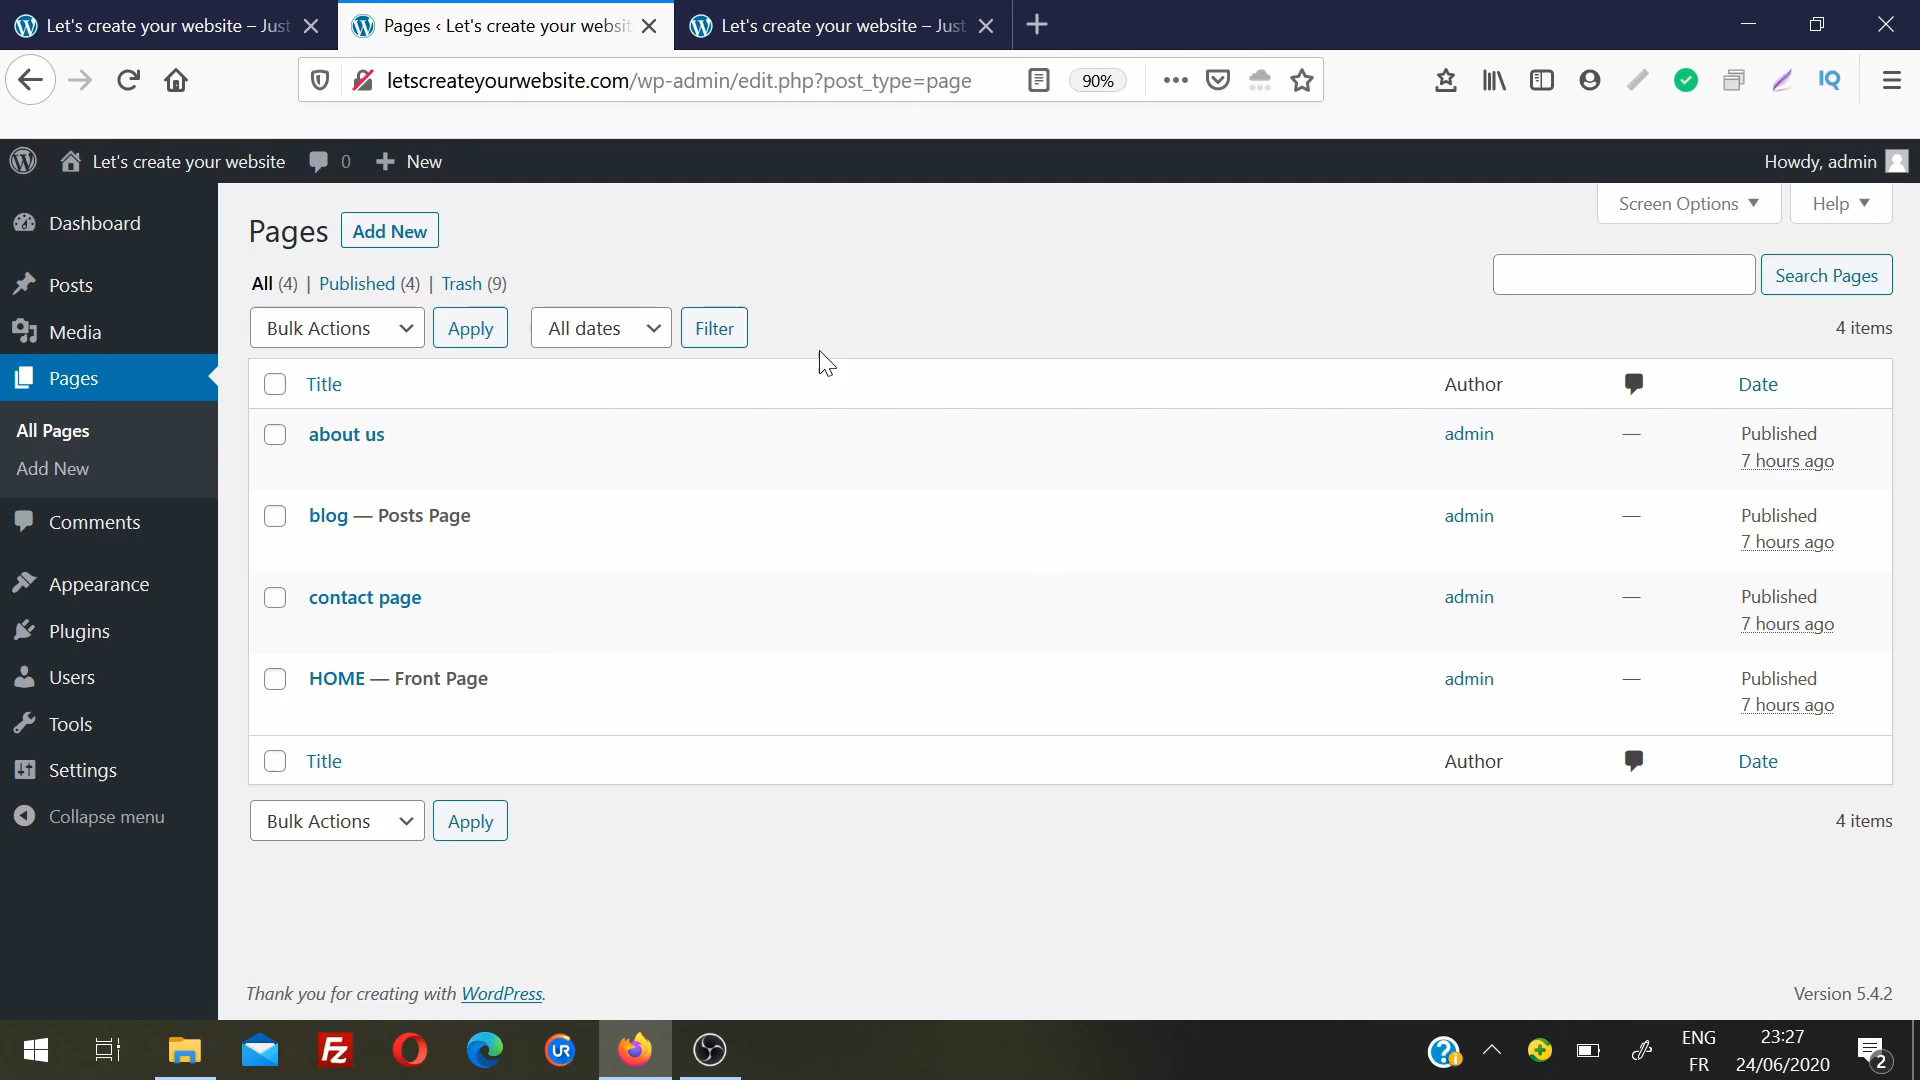 Let's create your website – Just
Pages ‹ Let's create your websit
Let's create your website – Just
letscreateyourwebsite.com/wp-admin/edit.php?post_type=page
90%
IQ
Let's create your website
0
New
Howdy, admin
Dashboard
Posts
Media
Pages
All Pages
Add New
Comments
Appearance
Plugins
Users
Tools
Settings
Collapse menu
Screen Options
Help
Pages
Add New
All (4) | Published (4) | Trash (9)
Search Pages
Bulk Actions
Apply
All dates
Filter
4 items
Title
Author
Date
about us
admin
—
Published
7 hours ago
blog — Posts Page
admin
—
Published
7 hours ago
contact page
admin
—
Published
7 hours ago
HOME — Front Page
admin
—
Published
7 hours ago
Title
Author
Date
Bulk Actions
Apply
4 items
Thank you for creating with WordPress.
Version 5.4.2
Fz
UR
ENG
FR
23:27
24/06/2020
2